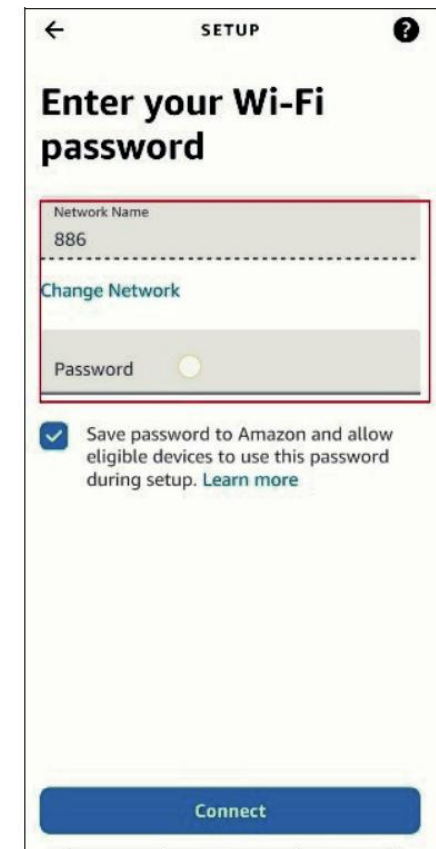 SETUP
Enter your Wi-Fi
password
Network Name
886
Change Network
Password
Save password to Amazon and allow
eligible devices to use this password
during setup. Learn more
Connect